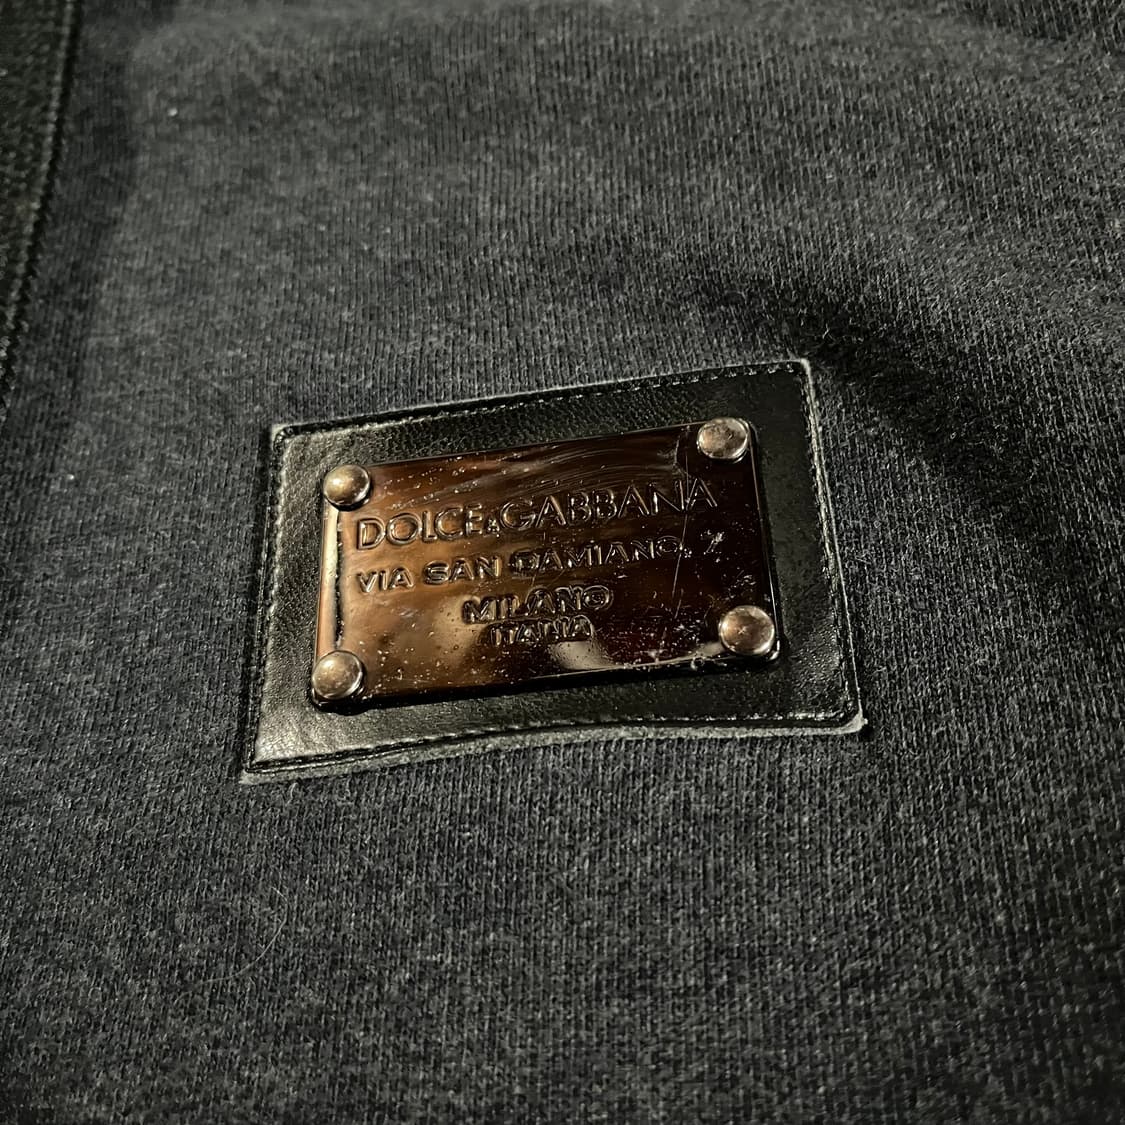 DOLCE&GABBANA
VIA SAN DAMIANO, 7
MILANO
ITALIA